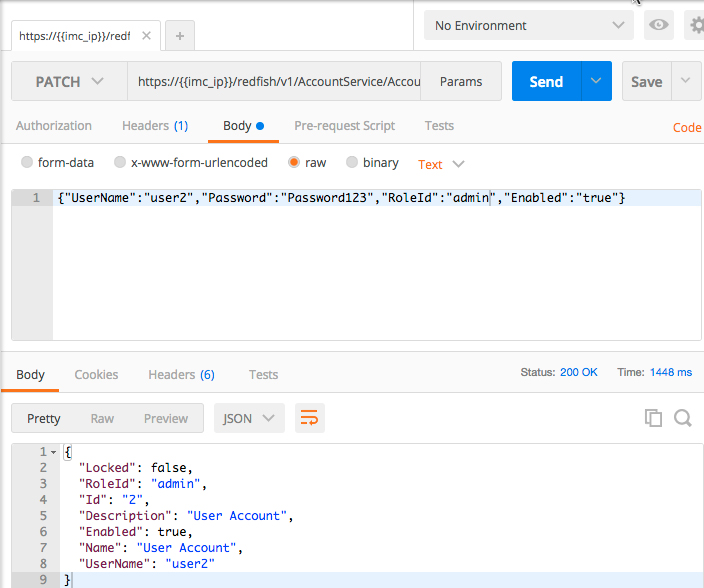 No Environment
https://{{imc_ip}}/redf
PATCH https://{{imc_ip}}/redfish/v1/AccountService/Accou Params Send Save
Authorization Headers (1) Body Pre-request Script Tests Code
form-data x-www-form-urlencoded raw binary Text
1 {"UserName":"user2","Password":"Password123","RoleId":"admin","Enabled":"true"}
Body Cookies Headers (6) Tests Status: 200 OK Time: 1448 ms
Pretty Raw Preview JSON
1 {
2 "Locked": false,
3 "RoleId": "admin",
4 "Id": "2",
5 "Description": "User Account",
6 "Enabled": true,
7 "Name": "User Account",
8 "UserName": "user2"
9 }